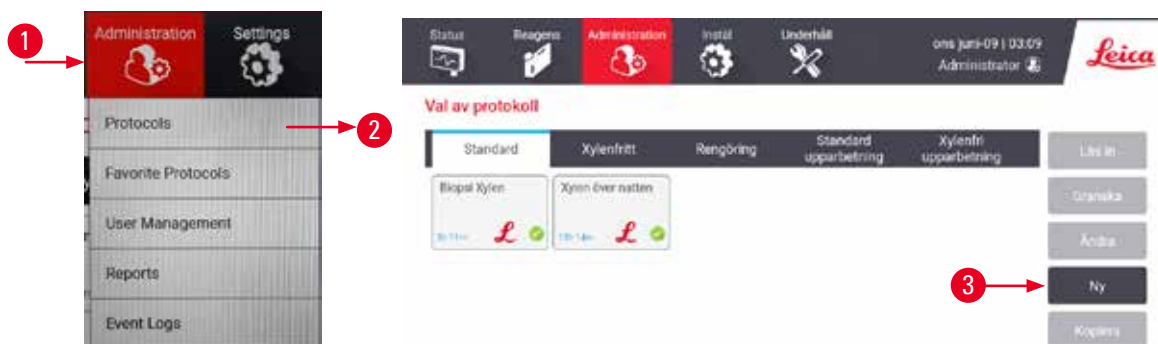 1
Administration
Settings
Protocols
2
Favorite Protocols
User Management
Reports
Event Logs
Status
Reagens
Administration
Instäl
Underhåll
ons juni-09 | 03:09
Administrator
Leica
Val av protokoll
Standard
Xylenfritt
Rengöring
Standard
upparbetning
Xylenfri
upparbetning
Läs in
Biopsi Xylen
Xylen över natten
Granska
Ändra
3
Ny
Kopiera